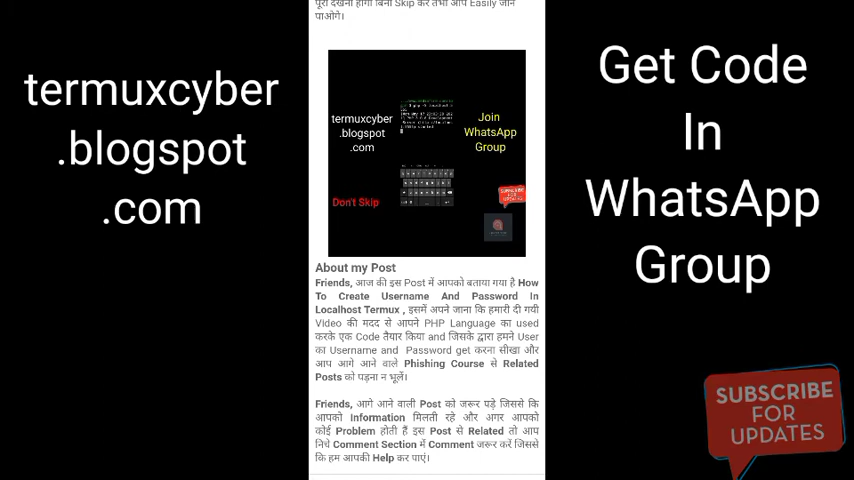 पूरा देखना होगा बिना Skip करे तभी आप Easily जान
पाओगे।
termuxcyber
.blogspot
.com
termuxcyber
.blogspot
.com
Join
WhatsApp
Group
Don't Skip
SUBSCRIBE
FOR
UPDATES
About my Post
Friends, आज की इस Post में आपको बताया गया है How
To Create Username And Password In
Localhost Termux , इसमें अपने जाना कि हमारी दी गयी
Video की मदद से आपने PHP Language का used
करके एक Code तैयार किया and जिसके द्वारा हमने User
का Username and Password get करना सीखा और
आप आगे आने वाले Phishing Course से Related
Posts को पड़ना न भूलें।
Friends, आगे आने वाली Post को जरूर पड़े जिससे कि
आपको Information मिलती रहे और अगर आपको
कोई Problem होती हैं इस Post से Related तो आप
निचे Comment Section में Comment जरूर करें जिससे
कि हम आपकी Help कर पाएं।
Get Code
In
WhatsApp
Group
SUBSCRIBE
FOR
UPDATES